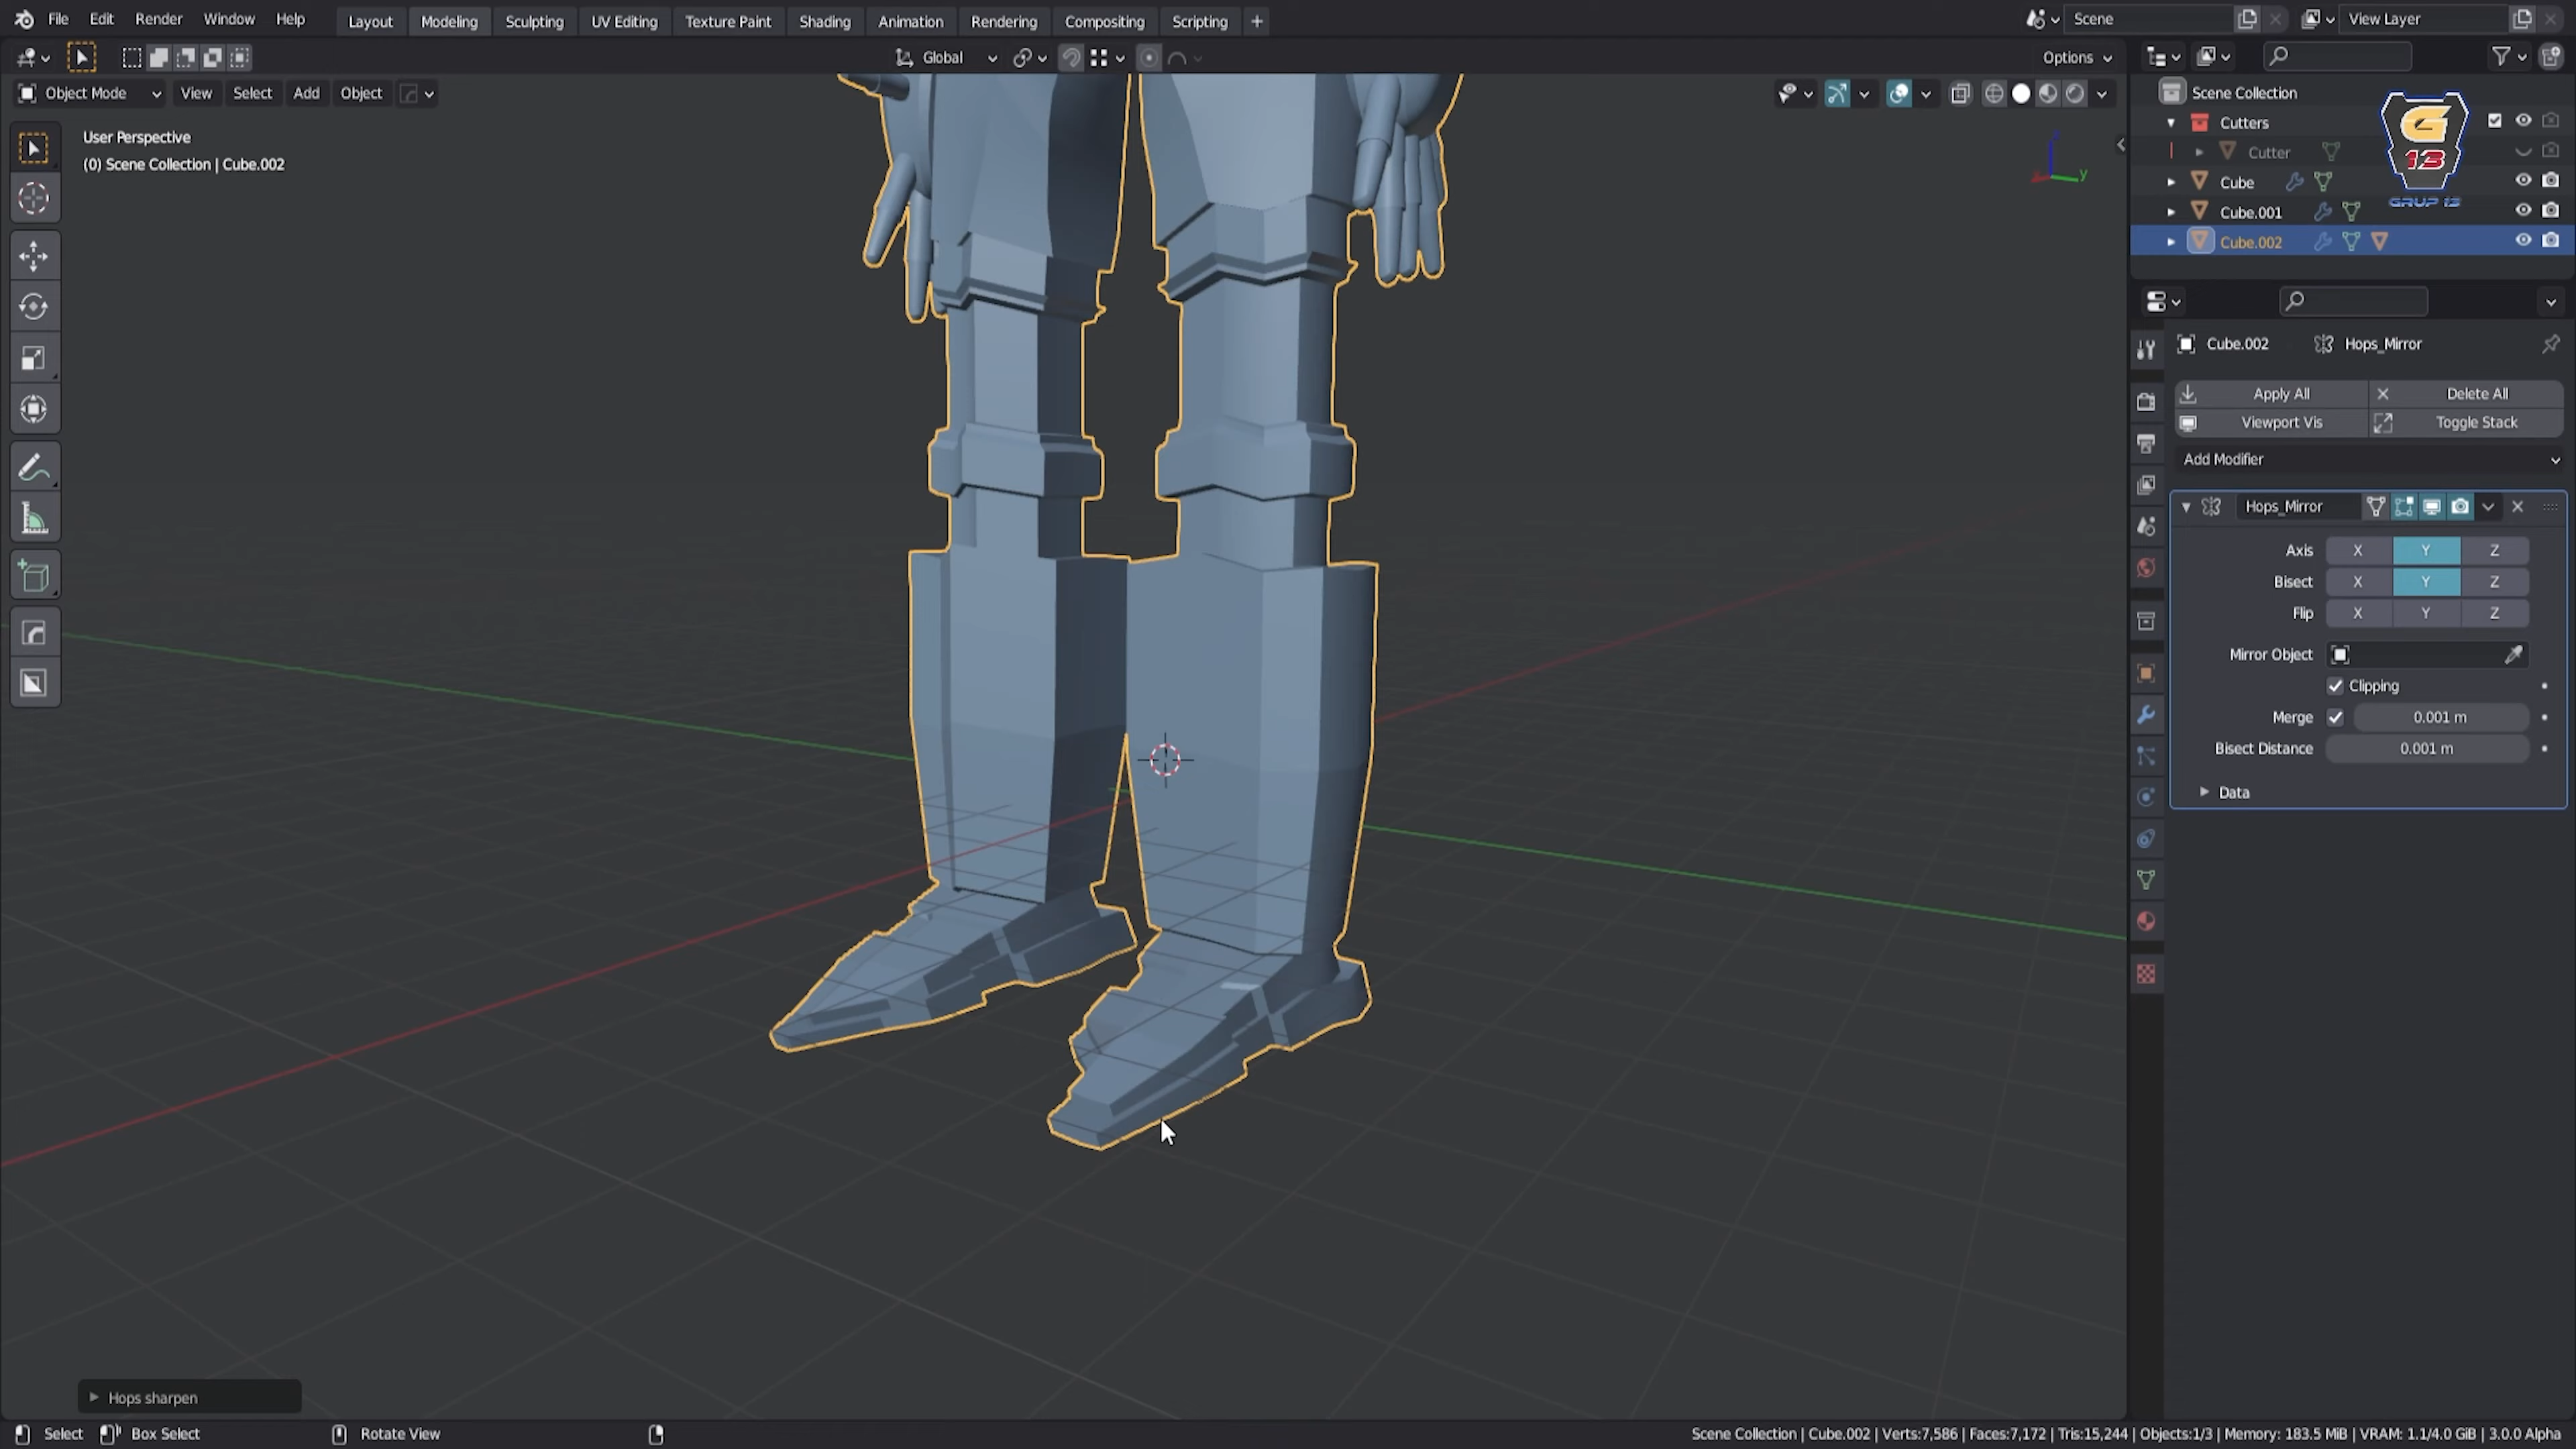 File Edit Render Window Help Layout Modeling Sculpting UV Editing Texture Paint Shading Animation Rendering Compositing Scripting + Scene View Layer
Global Options
Object Mode View Select Add Object
User Perspective
(0) Scene Collection | Cube.002
Z
Y
Scene Collection
Cutters
Cutter
Cube
Cube.001
Cube.002
G
13
GRUP 13
Cube.002 Hops_Mirror
Apply All Delete All
Viewport Vis Toggle Stack
Add Modifier
Hops_Mirror
Axis X Y Z
Bisect X Y Z
Flip X Y Z
Mirror Object
Clipping
Merge 0.001 m
Bisect Distance 0.001 m
Data
Hops sharpen
Select Box Select Rotate View
Scene Collection | Cube.002 | Verts:7,586 | Faces:7,172 | Tris:15,244 | Objects:1/3 | Memory: 183.5 MiB | VRAM: 1.1/4.0 GiB | 3.0.0 Alpha